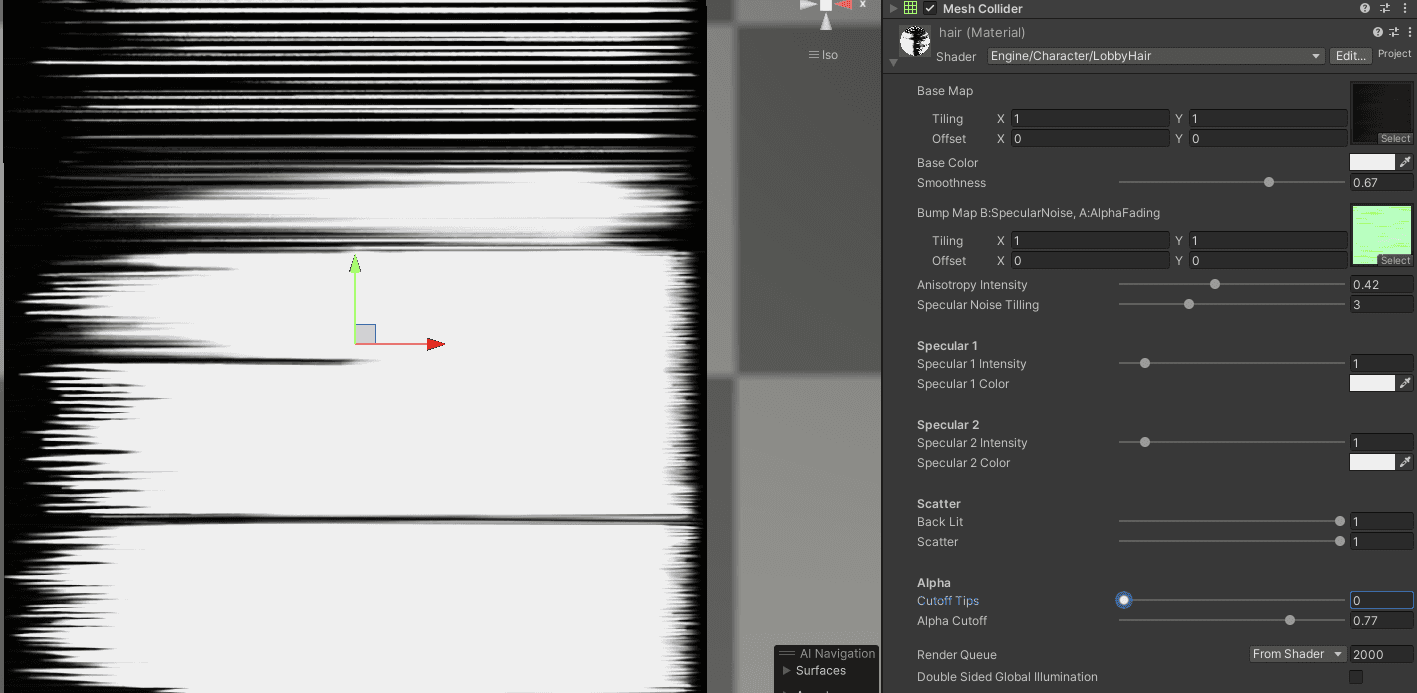 Mesh Collider
x
Iso
hair (Material)
Shader Engine/Character/LobbyHair Edit... Project
Base Map
Tiling X 1 Y 1
Offset X 0 Y 0
Select
Base Color
Smoothness 0.67
Bump Map B:SpecularNoise, A:AlphaFading
Tiling X 1 Y 1
Offset X 0 Y 0
Select
Anisotropy Intensity 0.42
Specular Noise Tilling 3
Specular 1
Specular 1 Intensity 1
Specular 1 Color
Specular 2
Specular 2 Intensity 1
Specular 2 Color
Scatter
Back Lit 1
Scatter 1
Alpha
Cutoff Tips 0
Alpha Cutoff 0.77
Render Queue From Shader 2000
Double Sided Global Illumination
AI Navigation
Surfaces